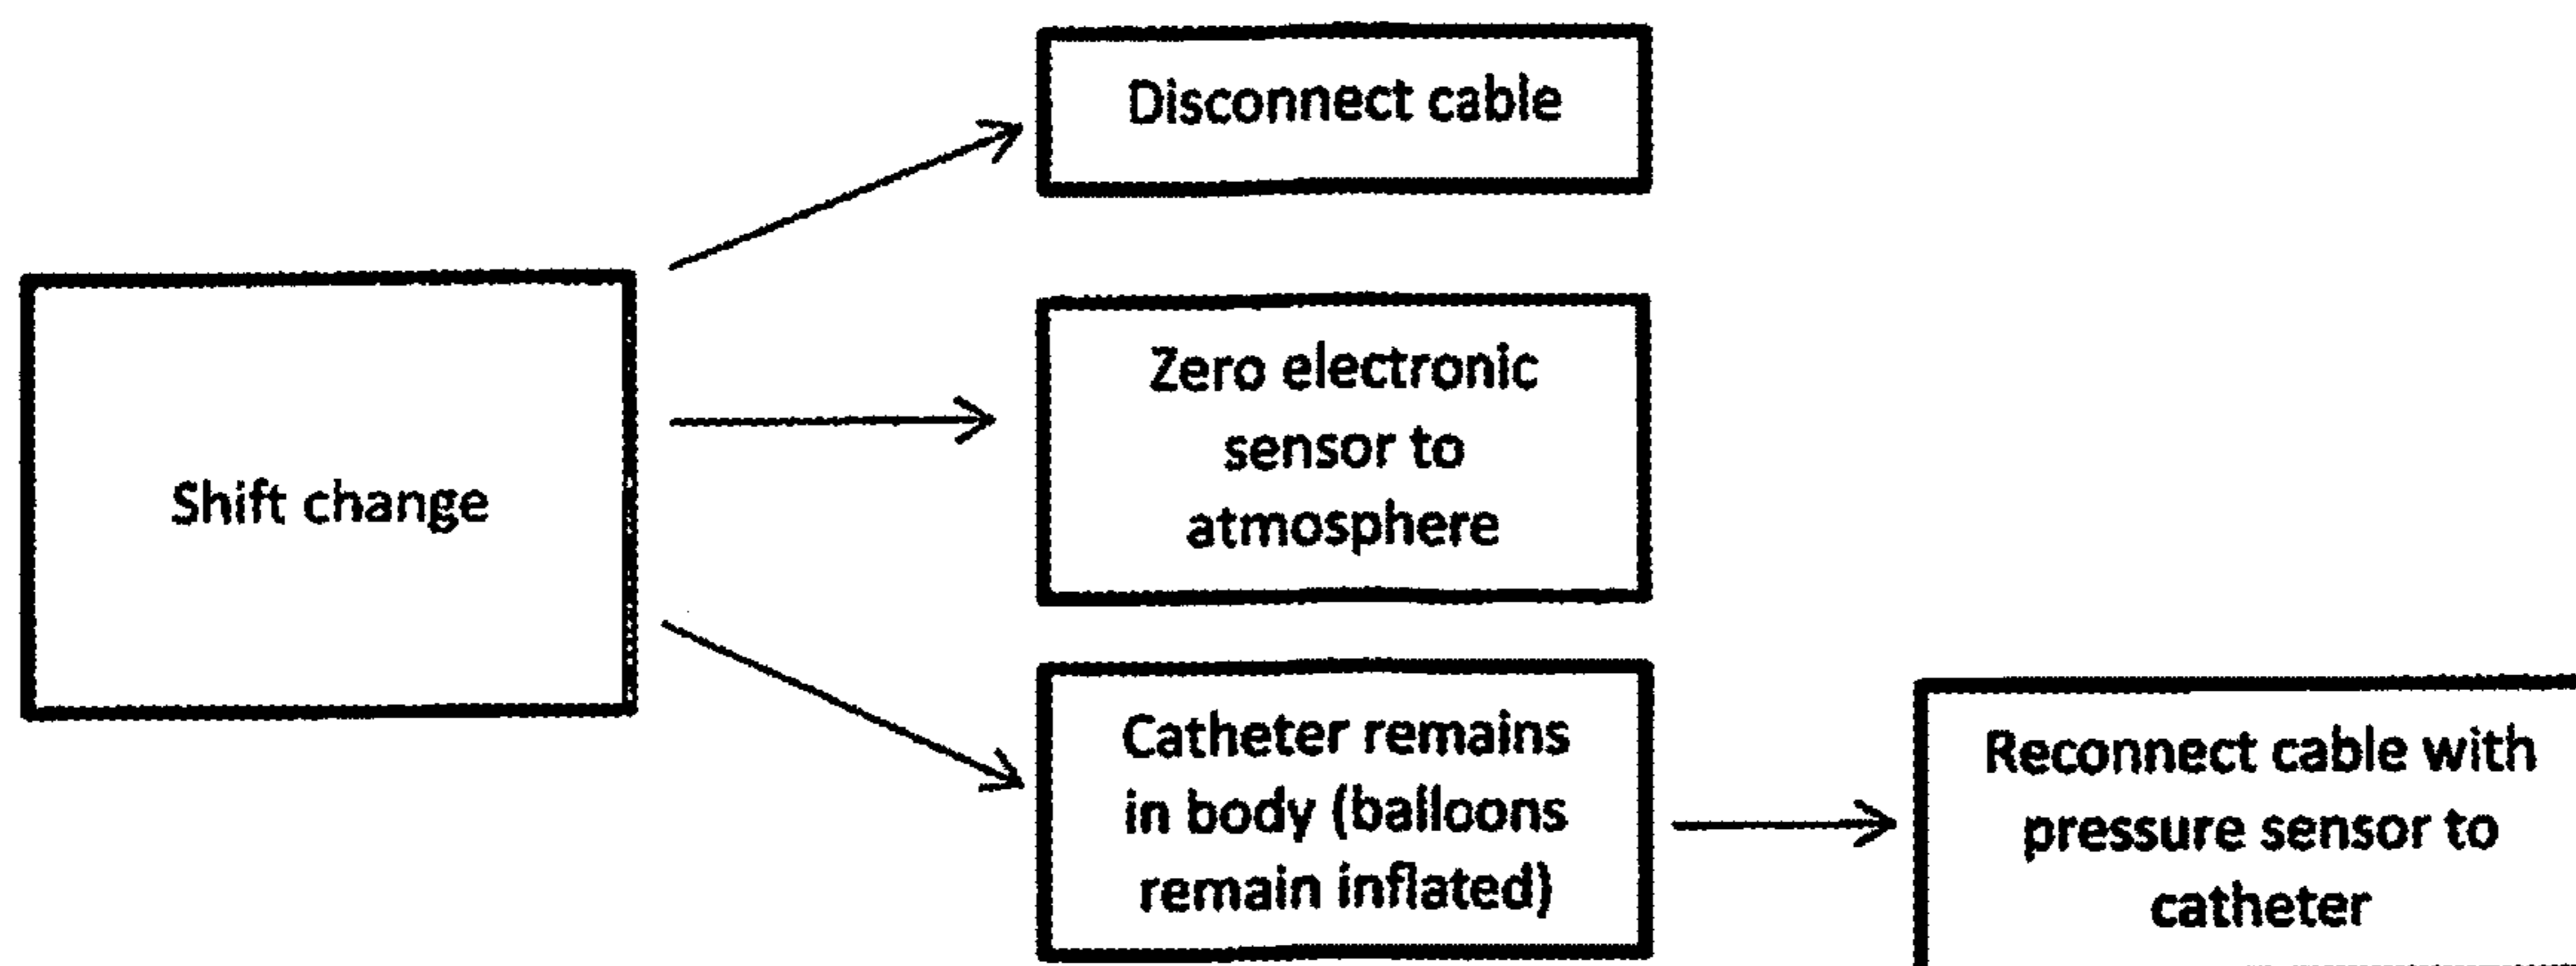 Disconnect cable
Shift change
Zero electronic
sensor to
atmosphere
Catheter remains
in body (balloons
remain inflated)
Reconnect cable with
pressure sensor to
catheter